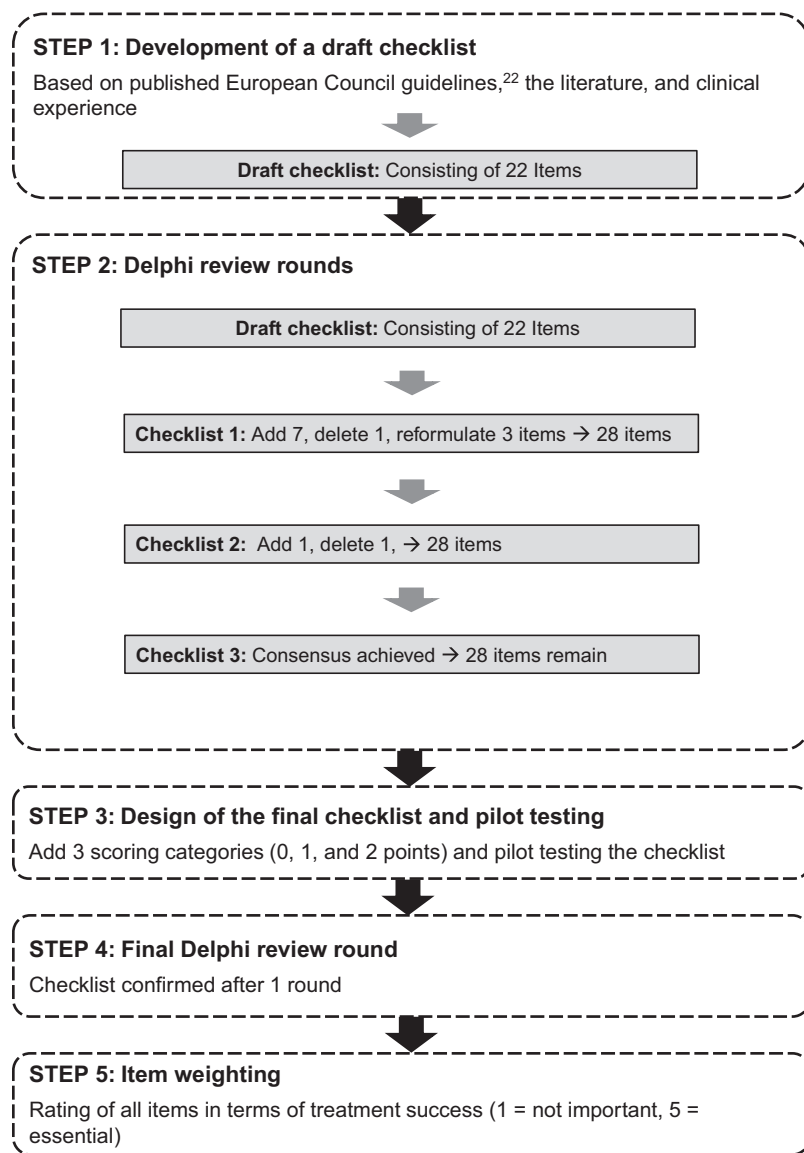 STEP 1: Development of a draft checklist
Based on published European Council guidelines,22 the literature, and clinical
experience
Draft checklist: Consisting of 22 Items
STEP 2: Delphi review rounds
Draft checklist: Consisting of 22 Items
Checklist 1: Add 7, delete 1, reformulate 3 items → 28 items
Checklist 2: Add 1, delete 1, → 28 items
Checklist 3: Consensus achieved → 28 items remain
STEP 3: Design of the final checklist and pilot testing
Add 3 scoring categories (0, 1, and 2 points) and pilot testing the checklist
STEP 4: Final Delphi review round
Checklist confirmed after 1 round
STEP 5: Item weighting
Rating of all items in terms of treatment success (1 = not important, 5 =
essential)